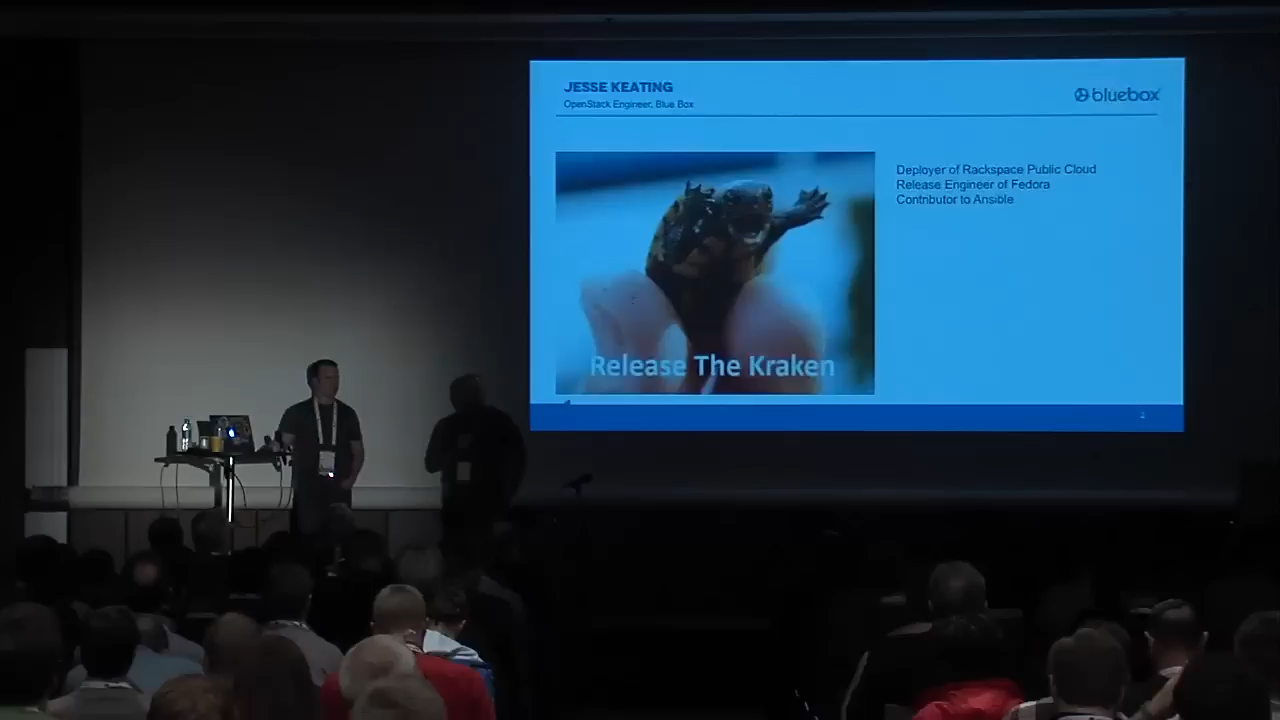 JESSE KEATING
OpenStack Engineer, Blue Box
bluebox
Deployer of Rackspace Public Cloud
Release Engineer of Fedora
Contributor to Ansible
Release The Kraken
2